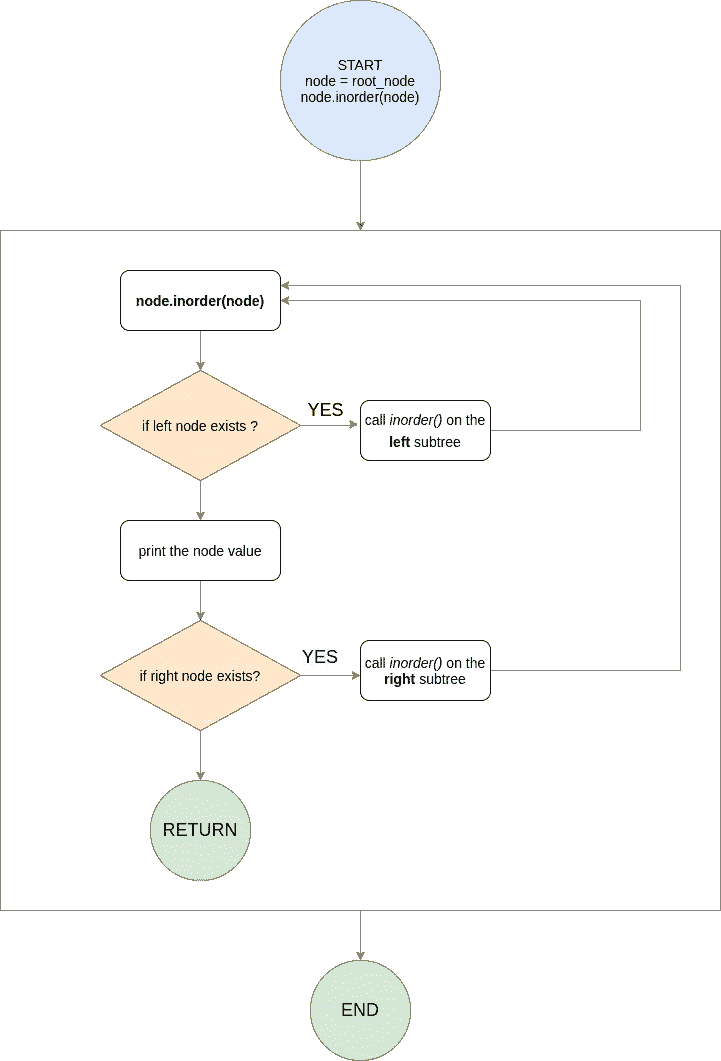 START
node = root_node
node.inorder(node)
node.inorder(node)
if left node exists ?
YES
call inorder() on the
left subtree
print the node value
if right node exists?
YES
call inorder() on the
right subtree
RETURN
END